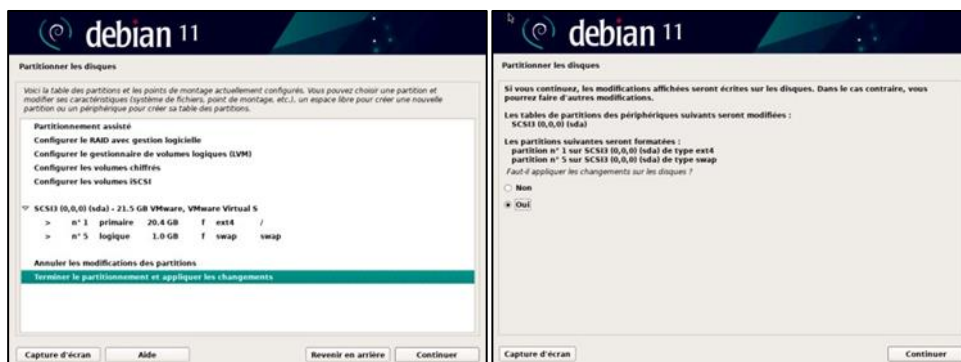 debian 11
Partitionner les disques
Voici la table des partitions et les points de montage actuellement configurés. Vous pouvez choisir une partition et
modifier ses caractéristiques (système de fichiers, point de montage, etc.), un espace libre pour créer une nouvelle
partition ou un périphérique pour créer sa table des partitions.
Partitionnement assisté
Configurer le RAID avec gestion logicielle
Configurer le gestionnaire de volumes logiques (LVM)
Configurer les volumes chiffrés
Configurer les volumes iSCSI
SCSI3 (0,0,0) (sda) - 21.5 GB VMware, VMware Virtual S
> n° 1 primaire 20.4 GB f ext4 /
> n° 5 logique 1.0 GB f swap swap
Annuler les modifications des partitions
Terminer le partitionnement et appliquer les changements
Capture d'écran Aide Revenir en arrière Continuer
debian 11
Partitionner les disques
Si vous continuez, les modifications affichées seront écrites sur les disques. Dans le cas contraire, vous
pourrez faire d'autres modifications.
Les tables de partitions des périphériques suivants seront modifiées :
SCSI3 (0,0,0) (sda)
Les partitions suivantes seront formatées :
partition n° 1 sur SCSI3 (0,0,0) (sda) de type ext4
partition n° 5 sur SCSI3 (0,0,0) (sda) de type swap
Faut-il appliquer les changements sur les disques ?
Non
Oui
Capture d'écran Continuer